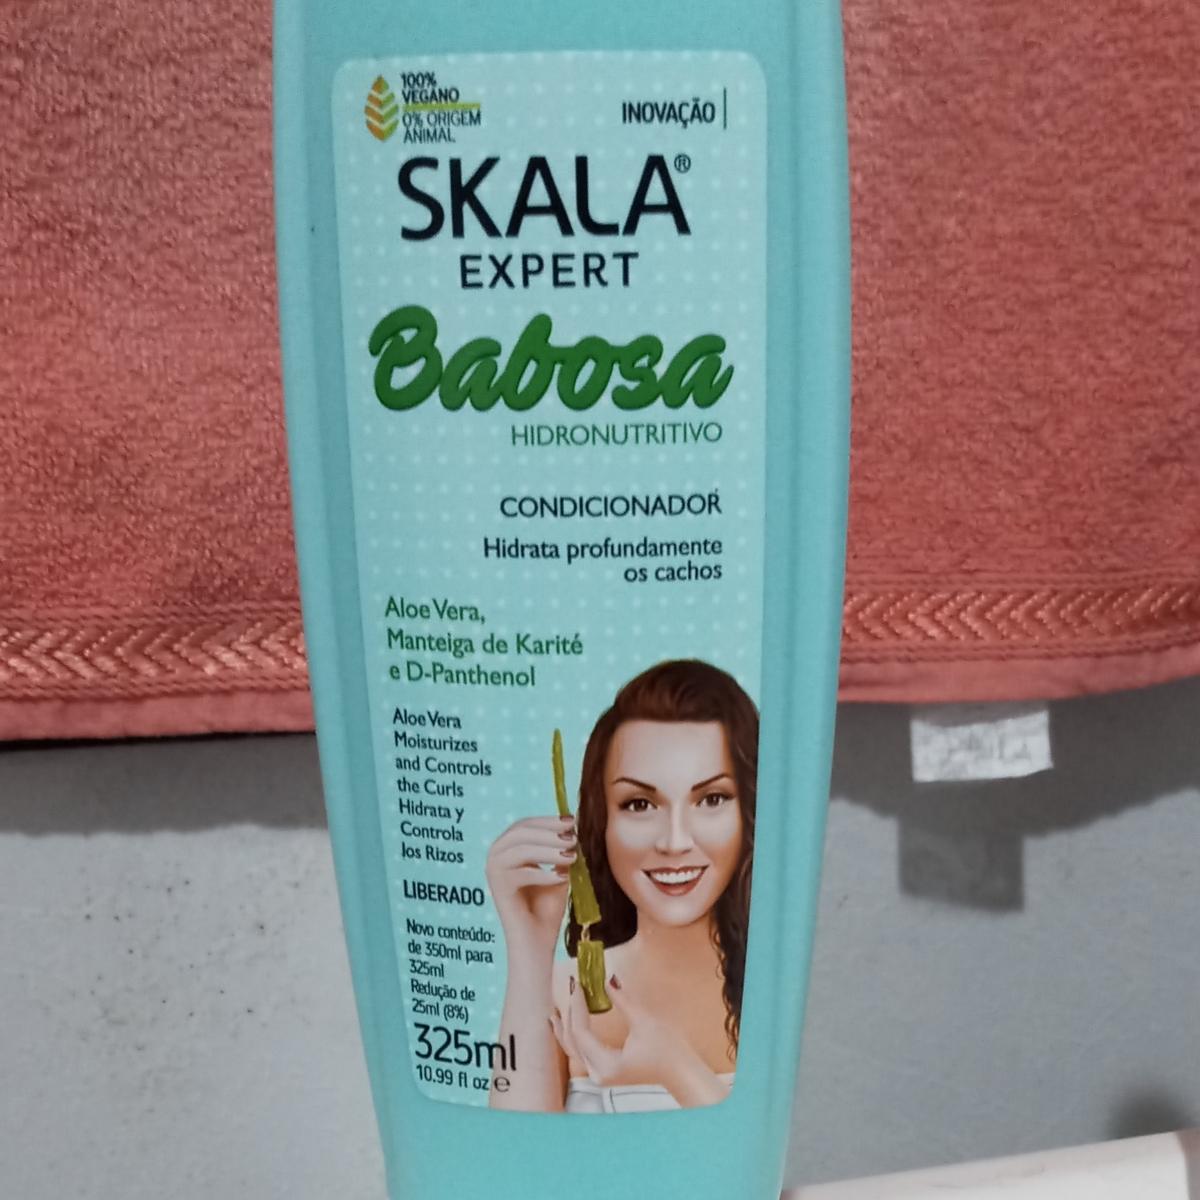 100%
VEGANO
0% ORIGEM
ANIMAL
INOVAÇÃO
SKALA®
EXPERT
Babosa
HIDRONUTRITIVO
CONDICIONADOR
Hidrata profundamente
os cachos
Aloe Vera,
Manteiga de Karité
e D-Panthenol
Aloe Vera
Moisturizes
and Controls
the Curls
Hidrata y
Controla
los Rizos
LIBERADO
Novo conteúdo:
de 350ml para
325ml
Redução de
25ml (8%)
325ml
10.99 fl oz e